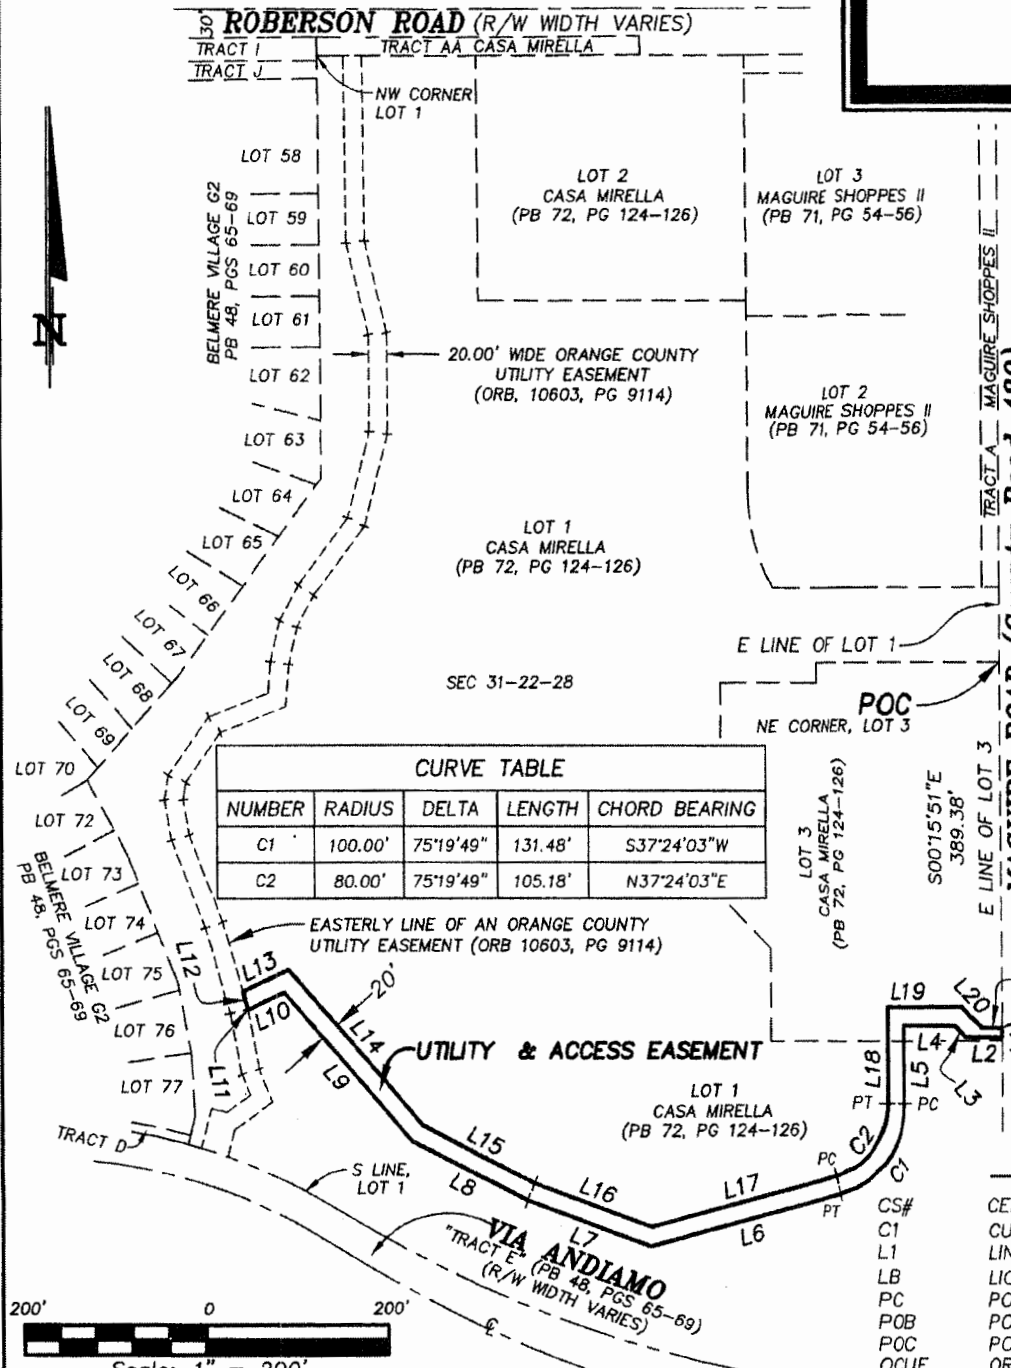 30'
ROBERSON ROAD (R/W WIDTH VARIES)
TRACT I
TRACT AA CASA MIRELLA
TRACT J
NW CORNER
LOT 1
LOT 58
LOT 59
LOT 60
LOT 61
LOT 62
LOT 63
LOT 64
LOT 65
LOT 66
LOT 67
LOT 68
LOT 69
LOT 70
LOT 72
LOT 73
LOT 74
LOT 75
LOT 76
LOT 77
BELMERE VILLAGE G2
PB 48, PGS 65-69
N
LOT 2
CASA MIRELLA
(PB 72, PG 124-126)
LOT 3
MAGUIRE SHOPPES II
(PB 71, PG 54-56)
TRACT A MAGUIRE SHOPPES II
20.00' WIDE ORANGE COUNTY
UTILITY EASEMENT
(ORB, 10603, PG 9114)
LOT 2
MAGUIRE SHOPPES II
(PB 71, PG 54-56)
LOT 1
CASA MIRELLA
(PB 72, PG 124-126)
E LINE OF LOT 1
SEC 31-22-28
POC
NE CORNER, LOT 3
CURVE TABLE
NUMBER RADIUS DELTA LENGTH CHORD BEARING
C1 100.00' 75°19'49" 131.48' S37°24'03"W
C2 80.00' 75°19'49" 105.18' N37°24'03"E
LOT 3
CASA MIRELLA
(PB 72, PG 124-126)
S00°15'51"E
389.38'
E LINE OF LOT 3
BELMERE VILLAGE G2
PB 48, PGS 65-69
EASTERLY LINE OF AN ORANGE COUNTY
UTILITY EASEMENT (ORB 10603, PG 9114)
L12
L13
L10
L11
20'
L14
L9
UTILITY & ACCESS EASEMENT
L19
L20
L4
L2
L3
L18
L5
LOT 1
CASA MIRELLA
(PB 72, PG 124-126)
PT
PC
C2
C1
PC
PT
TRACT D
S LINE,
LOT 1
L15
L8
L16
L7
L17
L6
VIA ANDIAMO
"TRACT E" (PB 48, PGS 65-69)
(R/W WIDTH VARIES)
CS#
C1
L1
LB
PC
POB
POC
200'
0
200'